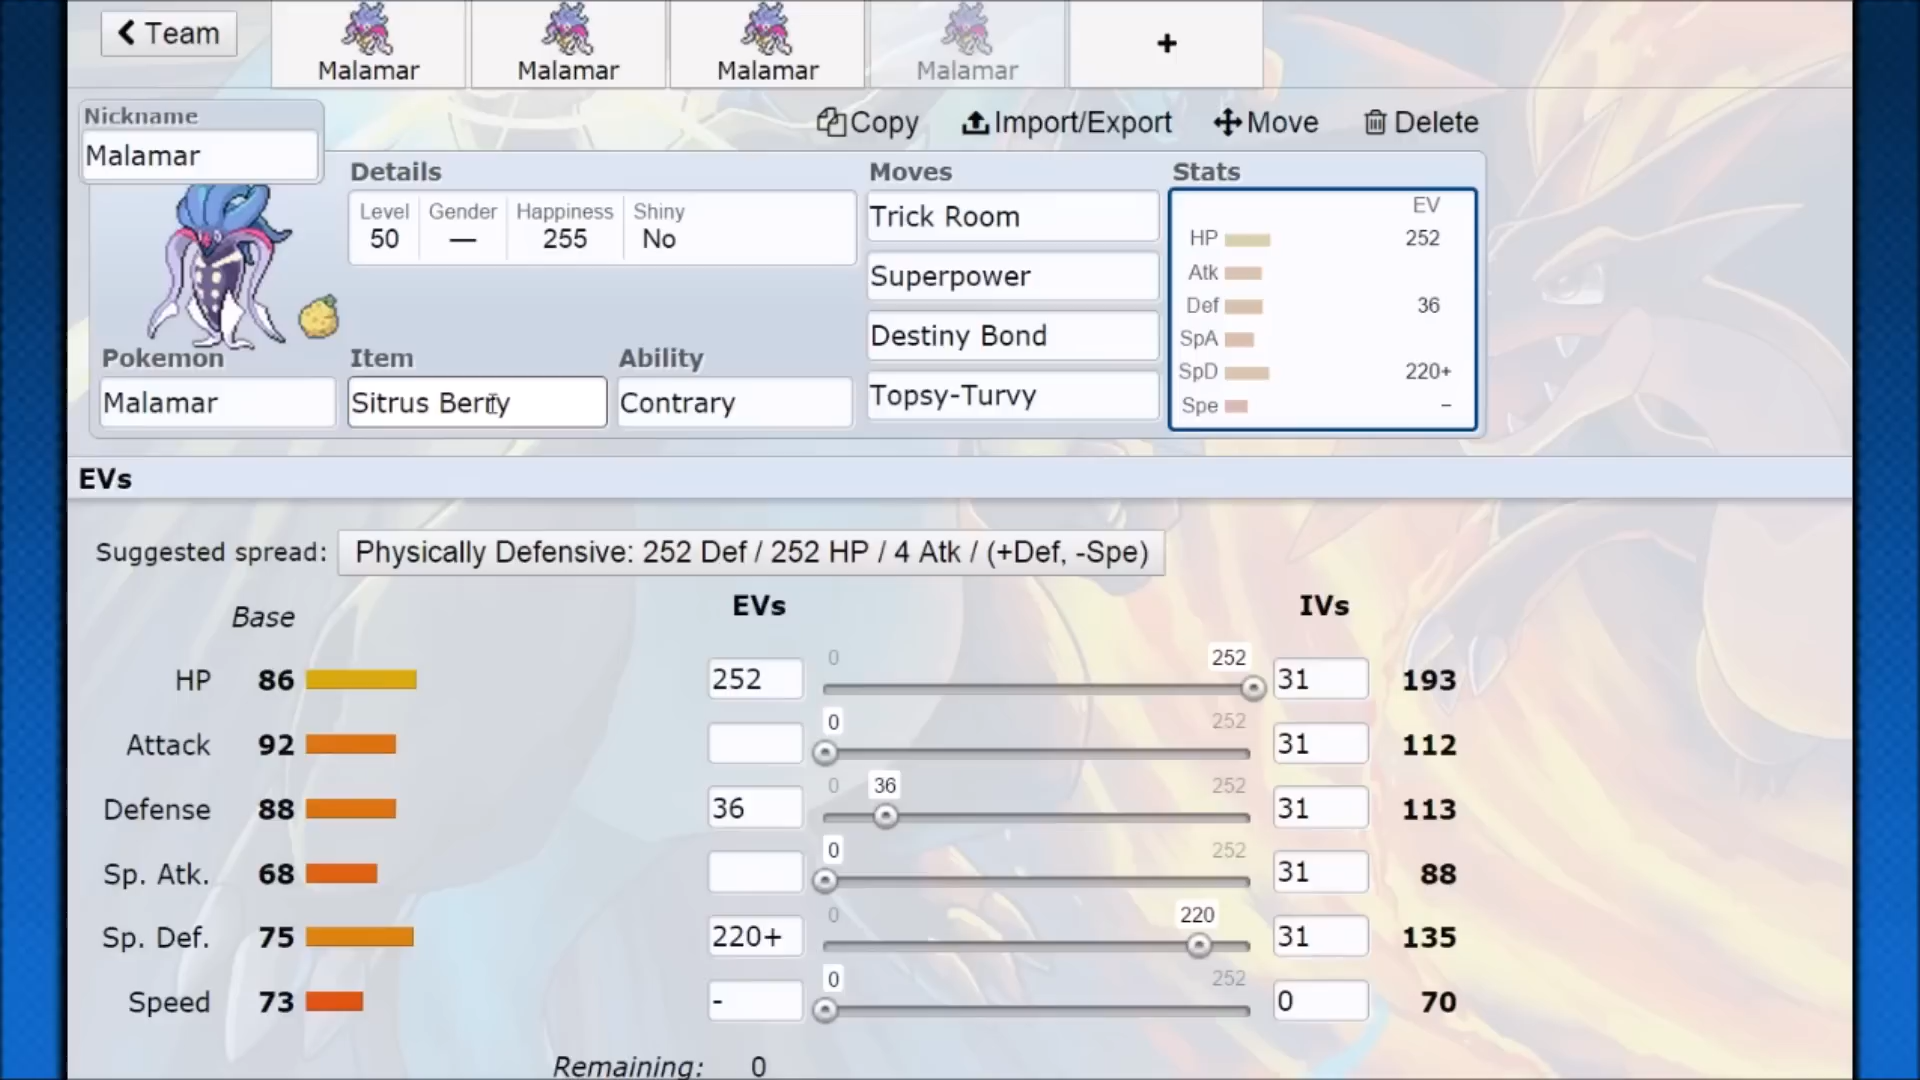 Team
Malamar
Malamar
Malamar
Malamar
+
Nickname
Malamar
Copy
Import/Export
Move
Delete
Details
Level
50
Gender
—
Happiness
255
Shiny
No
Pokemon
Malamar
Item
Sitrus Berry
Ability
Contrary
Moves
Trick Room
Superpower
Destiny Bond
Topsy-Turvy
Stats
EV
HP 252
Atk
Def 36
SpA
SpD 220+
Spe −
EVs
Suggested spread: Physically Defensive: 252 Def / 252 HP / 4 Atk / (+Def, -Spe)
Base EVs IVs
0 252
HP 86 252 31 193
0 252
Attack 92 31 112
0 36 252
Defense 88 36 31 113
0 252
Sp. Atk. 68 31 88
0 220
Sp. Def. 75 220+ 31 135
0 252
Speed 73 - 0 70
Remaining: 0